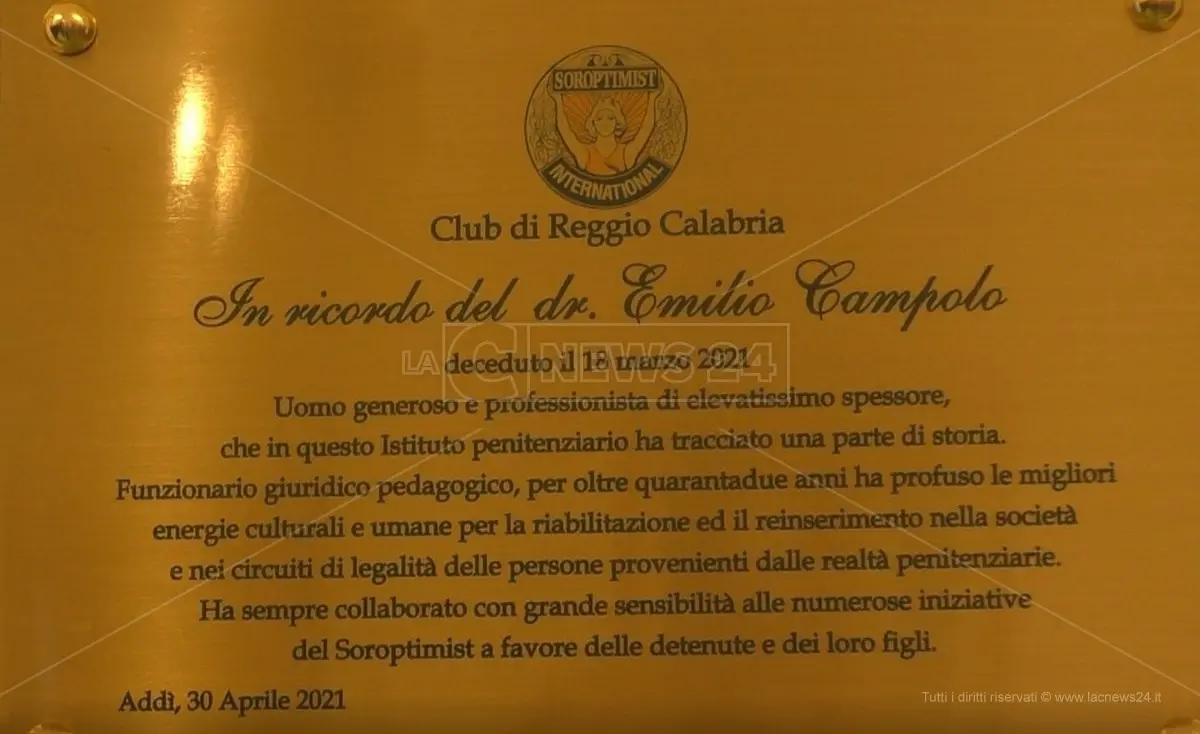 SOROPTIMIST
INTERNATIONAL
Club di Reggio Calabria
In ricordo del dr. Emilio Campolo
deceduto il 18 marzo 2021
LA C NEWS 24
Uomo generoso e professionista di elevatissimo spessore,
che in questo Istituto penitenziario ha tracciato una parte di storia.
Funzionario giuridico pedagogico, per oltre quarantadue anni ha profuso le migliori
energie culturali e umane per la riabilitazione ed il reinserimento nella società
e nei circuiti di legalità delle persone provenienti dalle realtà penitenziarie.
Ha sempre collaborato con grande sensibilità alle numerose iniziative
del Soroptimist a favore delle detenute e dei loro figli.
Addì, 30 Aprile 2021
Tutti i diritti riservati © www.lacnews24.it